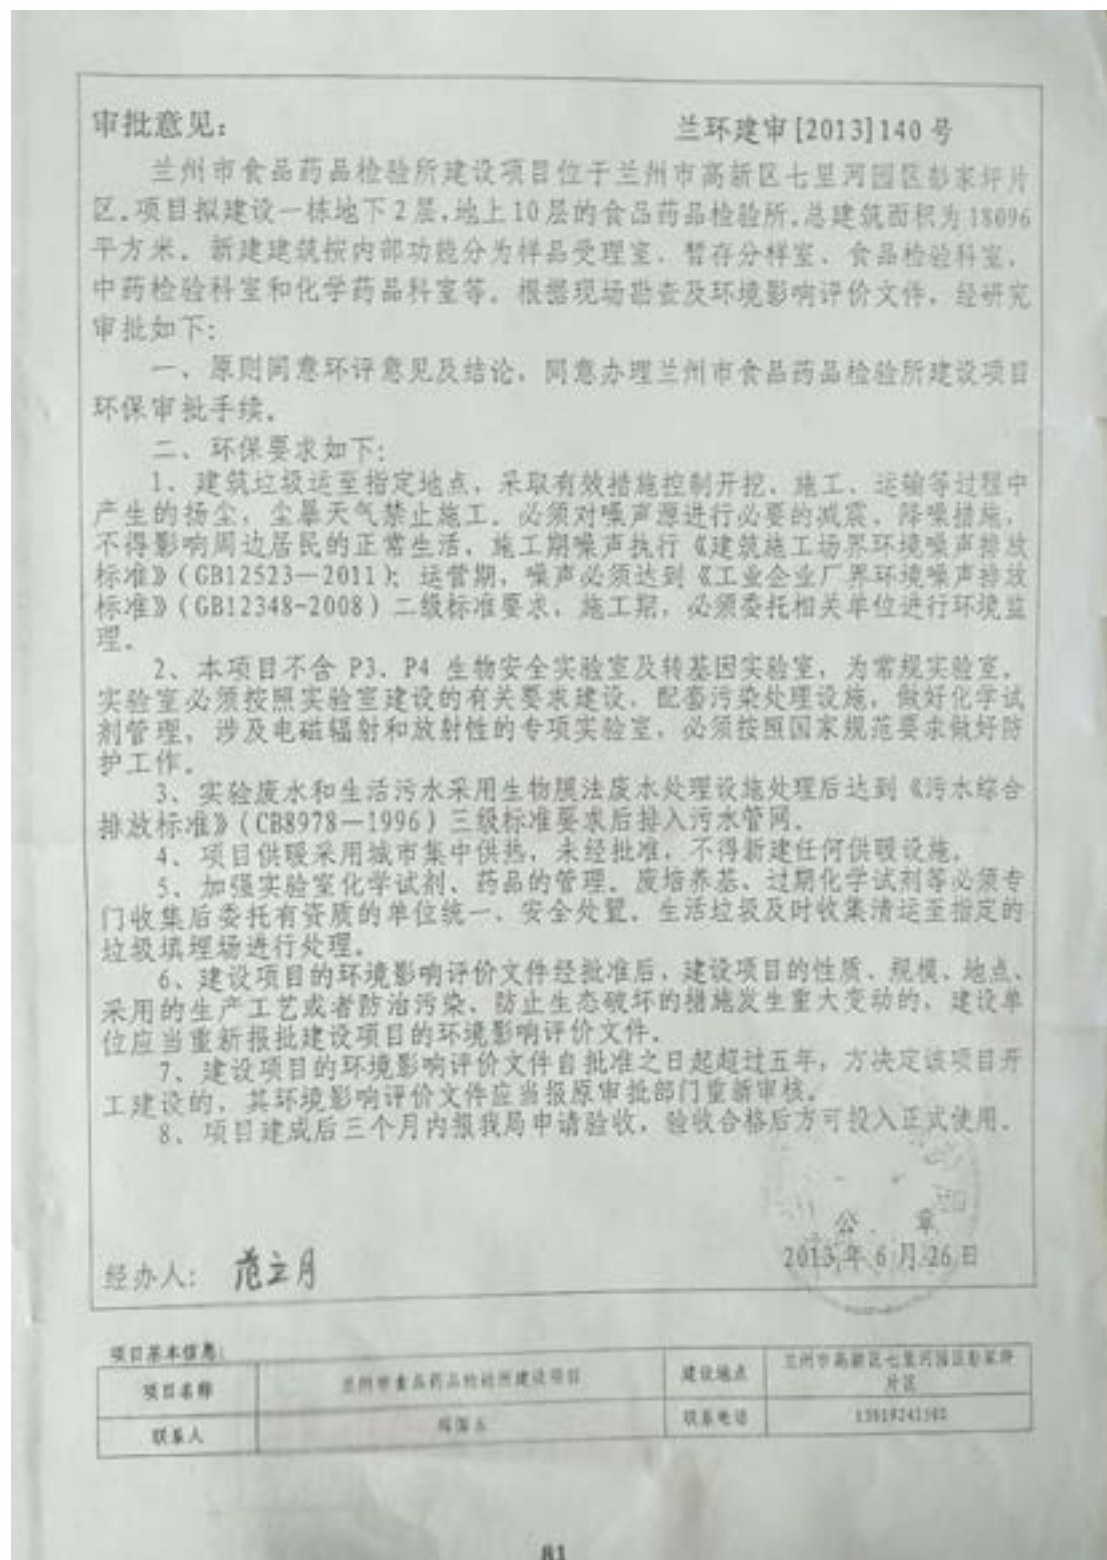 审批意见:
兰环建审[2013]140号
兰州市食品药品检验所建设项目位于兰州市高新区七里河园区彭家坪片
区.项目拟建设一栋地下2层,地上10层的食品药品检验所.总建筑面积为18096
平方米。新建建筑按内部功能分为样品受理室、暂存分样室、食品检验科室、
中药检验科室和化学药品科室等。根据现场勘查及环境影响评价文件,经研究
审批如下:
一、原则同意环评意见及结论,同意办理兰州市食品药品检验所建设项目
环保审批手续。
二、环保要求如下:
1、建筑垃圾运至指定地点,采取有效措施控制开挖、施工、运输等过程中
产生的扬尘,尘暴天气禁止施工。必须对噪声源进行必要的减震、降噪措施,
不得影响周边居民的正常生活。施工期噪声执行《建筑施工场界环境噪声排放
标准》(GB12523—2011);运营期,噪声必须达到《工业企业厂界环境噪声排放
标准》(GB12348-2008)二级标准要求。施工期,必须委托相关单位进行环境监
理。
2、本项目不含 P3、P4 生物安全实验室及转基因实验室,为常规实验室。
实验室必须按照实验室建设的有关要求建设,配套污染处理设施,做好化学试
剂管理,涉及电磁辐射和放射性的专项实验室,必须按照国家规范要求做好防
护工作。
3、实验废水和生活污水采用生物膜法废水处理设施处理后达到《污水综合
排放标准》(CB8978—1996)三级标准要求后排入污水管网。
4、项目供暖采用城市集中供热,未经批准,不得新建任何供暖设施。
5、加强实验室化学试剂、药品的管理。废培养基、过期化学试剂等必须专
门收集后委托有资质的单位统一、安全处置。生活垃圾及时收集清运至指定的
垃圾填埋场进行处理。
6、建设项目的环境影响评价文件经批准后,建设项目的性质、规模、地点、
采用的生产工艺或者防治污染、防止生态破坏的措施发生重大变动的,建设单
位应当重新报批建设项目的环境影响评价文件。
7、建设项目的环境影响评价文件自批准之日起超过五年,方决定该项目开
工建设的,其环境影响评价文件应当报原审批部门重新审核。
8、项目建成后三个月内报我局申请验收,验收合格后方可投入正式使用。
公 章
2013年6月26日
经办人: 范立月
项目基本信息:
项目名称 兰州市食品药品检验所建设项目 建设地点 兰州市高新区七里河园区彭家坪
片区
联系人 联系电话
81